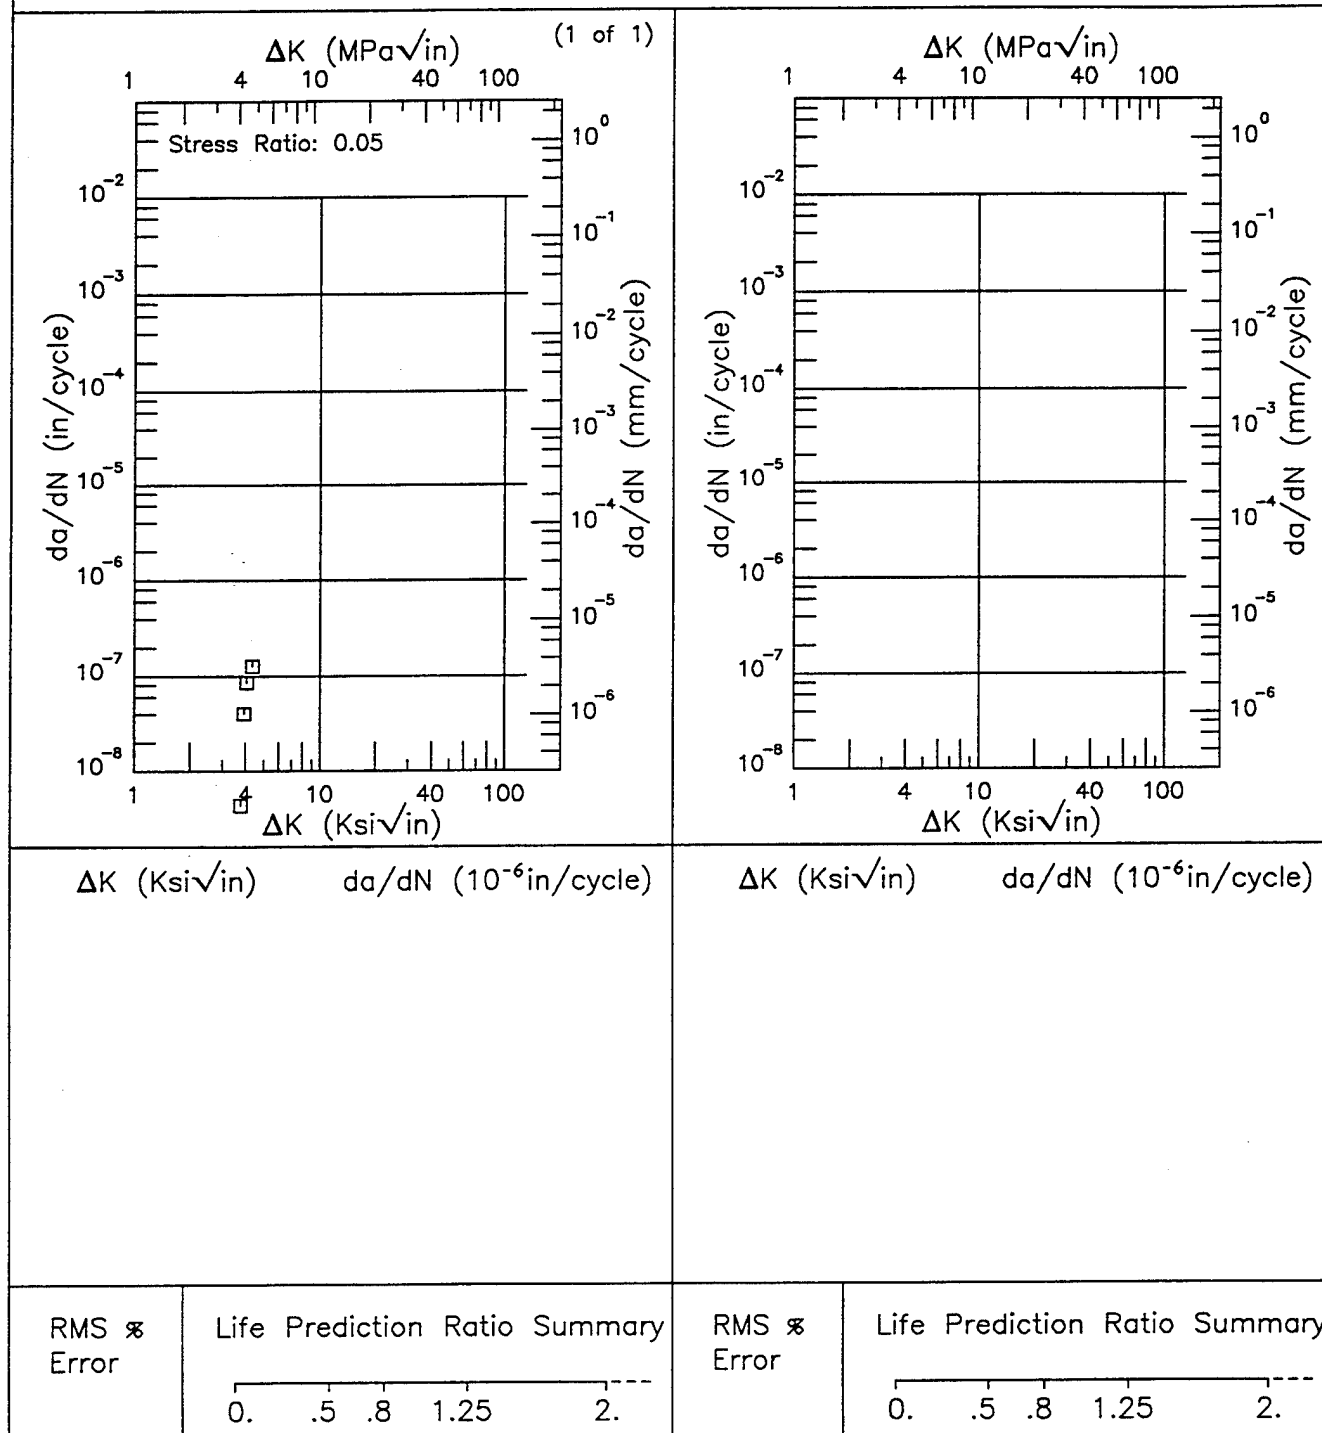 (1 of 1)
ΔK (MPa√in)
1 4 10 40 100
Stress Ratio: 0.05
da/dN (in/cycle)
10⁻²
10⁻³
10⁻⁴
10⁻⁵
10⁻⁶
10⁻⁷
10⁻⁸
10⁰
10⁻¹
10⁻²
10⁻³
10⁻⁴
10⁻⁵
10⁻⁶
da/dN (mm/cycle)
1 4 10 40 100
ΔK (Ksi√in)
ΔK (MPa√in)
1 4 10 40 100
da/dN (in/cycle)
10⁻²
10⁻³
10⁻⁴
10⁻⁵
10⁻⁶
10⁻⁷
10⁻⁸
10⁰
10⁻¹
10⁻²
10⁻³
10⁻⁴
10⁻⁵
10⁻⁶
da/dN (mm/cycle)
1 4 10 40 100
ΔK (Ksi√in)
ΔK (Ksi√in) da/dN (10⁻⁶in/cycle)
ΔK (Ksi√in) da/dN (10⁻⁶in/cycle)
RMS %
Error
Life Prediction Ratio Summary
0. .5 .8 1.25 2.
RMS %
Error
Life Prediction Ratio Summary
0. .5 .8 1.25 2.